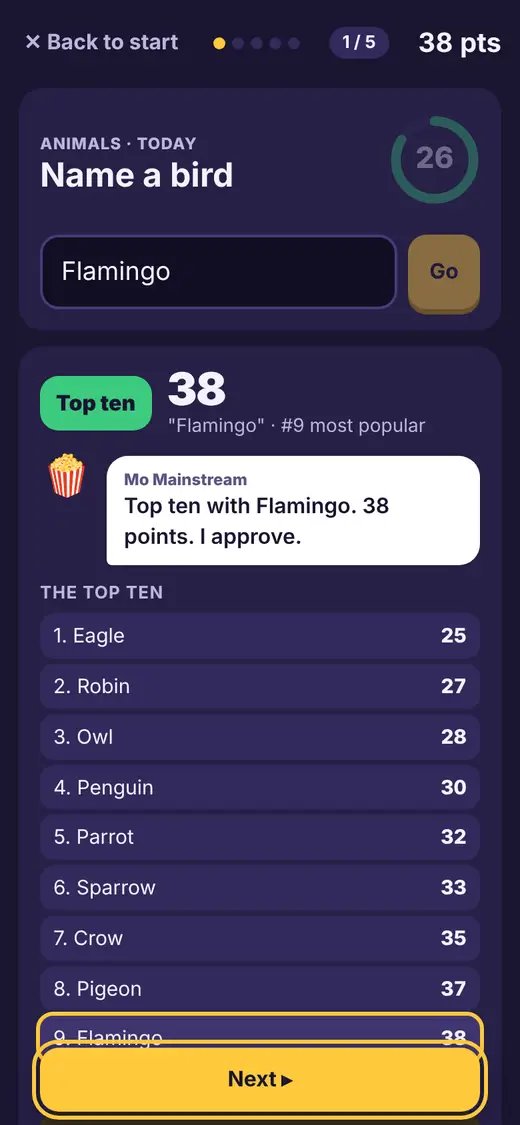 ✕ Back to start
1 / 5
38 pts
ANIMALS · TODAY
Name a bird
26
Flamingo
Go
Top ten
38
"Flamingo" · #9 most popular
Mo Mainstream
Top ten with Flamingo. 38
points. I approve.
THE TOP TEN
1. Eagle 25
2. Robin 27
3. Owl 28
4. Penguin 30
5. Parrot 32
6. Sparrow 33
7. Crow 35
8. Pigeon 37
9. Flamingo 38
Next ▸